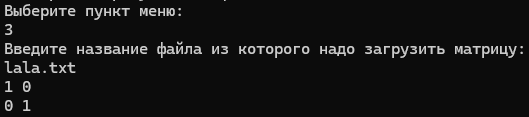 Выберите пункт меню:
3
Введите название файла из которого надо загрузить матрицу:
lala.txt
1 0
0 1